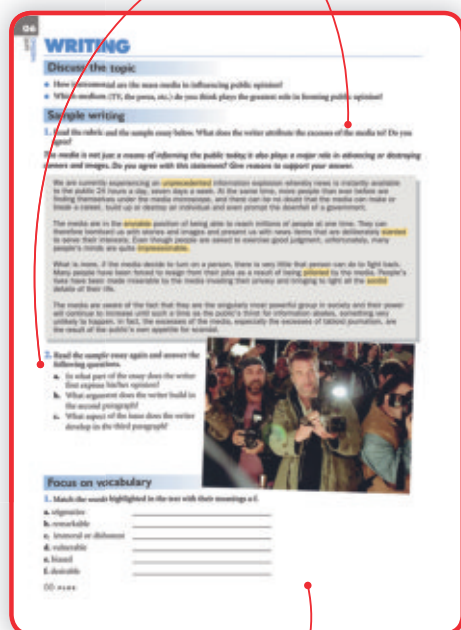 06
WRITING
Discuss the topic
How instrumental are the mass media in influencing public opinion?
Which medium (TV, the press, etc.) do you think plays the greatest role in forming public opinion?
Sample writing
1. Read the rubric and the sample essay below. What does the writer attribute the excesses of the media to? Do you
agree?
The media is not just a means of informing the public today; it also plays a major role in advancing or destroying
careers and images. Do you agree with this statement? Give reasons to support your answer.
We are currently experiencing an unprecedented information explosion whereby news is instantly available
to the public 24 hours a day, seven days a week. At the same time, more people than ever before are
finding themselves under the media microscope, and there can be no doubt that the media can make or
break a career, build up or destroy an individual and even prompt the downfall of a government.
The media are in the enviable position of being able to reach millions of people at one time. They can
therefore bombard us with stories and images and present us with news items that are deliberately slanted
to serve their interests. Even though people are asked to exercise good judgment, unfortunately, many
people's minds are quite impressionable.
What is more, if the media decide to turn on a person, there is very little that person can do to fight back.
Many people have been forced to resign from their jobs as a result of being pilloried by the media. People's
lives have been made miserable by the media invading their privacy and bringing to light all the sordid
details of their life.
The media are aware of the fact that they are the singularly most powerful group in society and their power
will continue to increase until such a time as the public's thirst for information abates, something very
unlikely to happen. In fact, the excesses of the media, especially the excesses of tabloid journalism, are
the result of the public's own appetite for scandal.
2. Read the sample essay again and answer the
following questions.
a. In what part of the essay does the writer
first express his/her opinion?
b. What argument does the writer build in
the second paragraph?
c. What aspect of the issue does the writer
develop in the third paragraph?
Focus on vocabulary
1. Match the words highlighted in the text with their meanings a-f.
a. stigmatize
b. remarkable
c. immoral or dishonest
d. vulnerable
e. biased
f. desirable